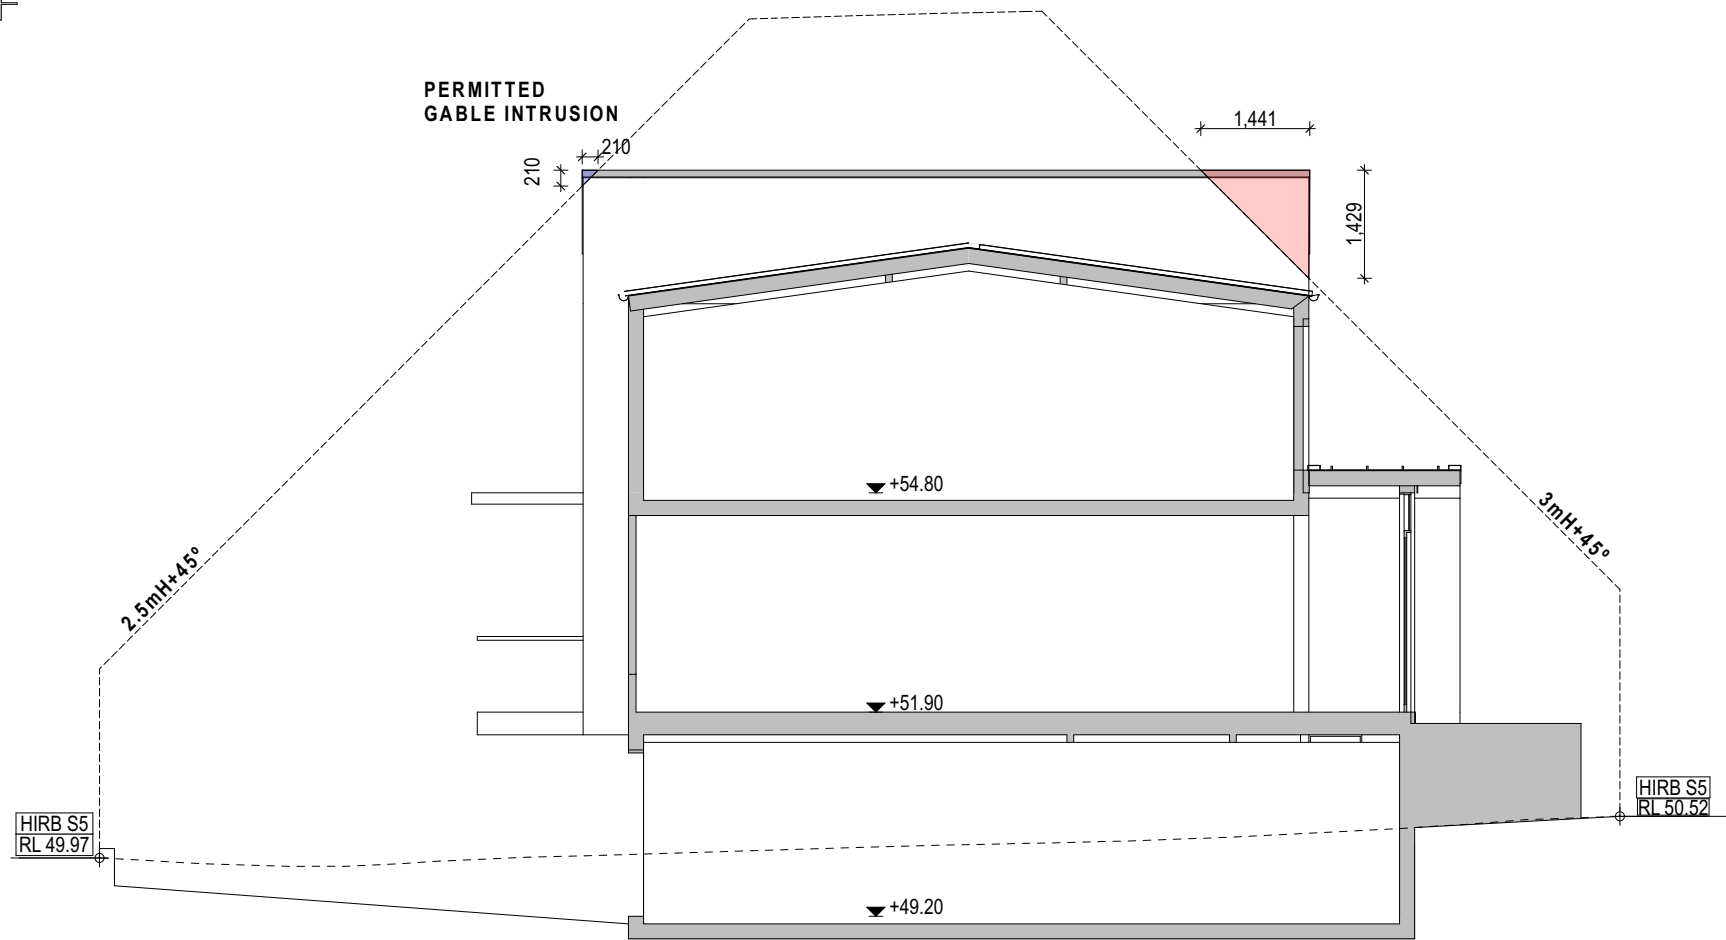 PERMITTED
GABLE INTRUSION
1,441
210
210
1,429
+54.80
3mH+45°
2.5mH+45°
+51.90
HIRB S5
RL 50.52
HIRB S5
RL 49.97
+49.20